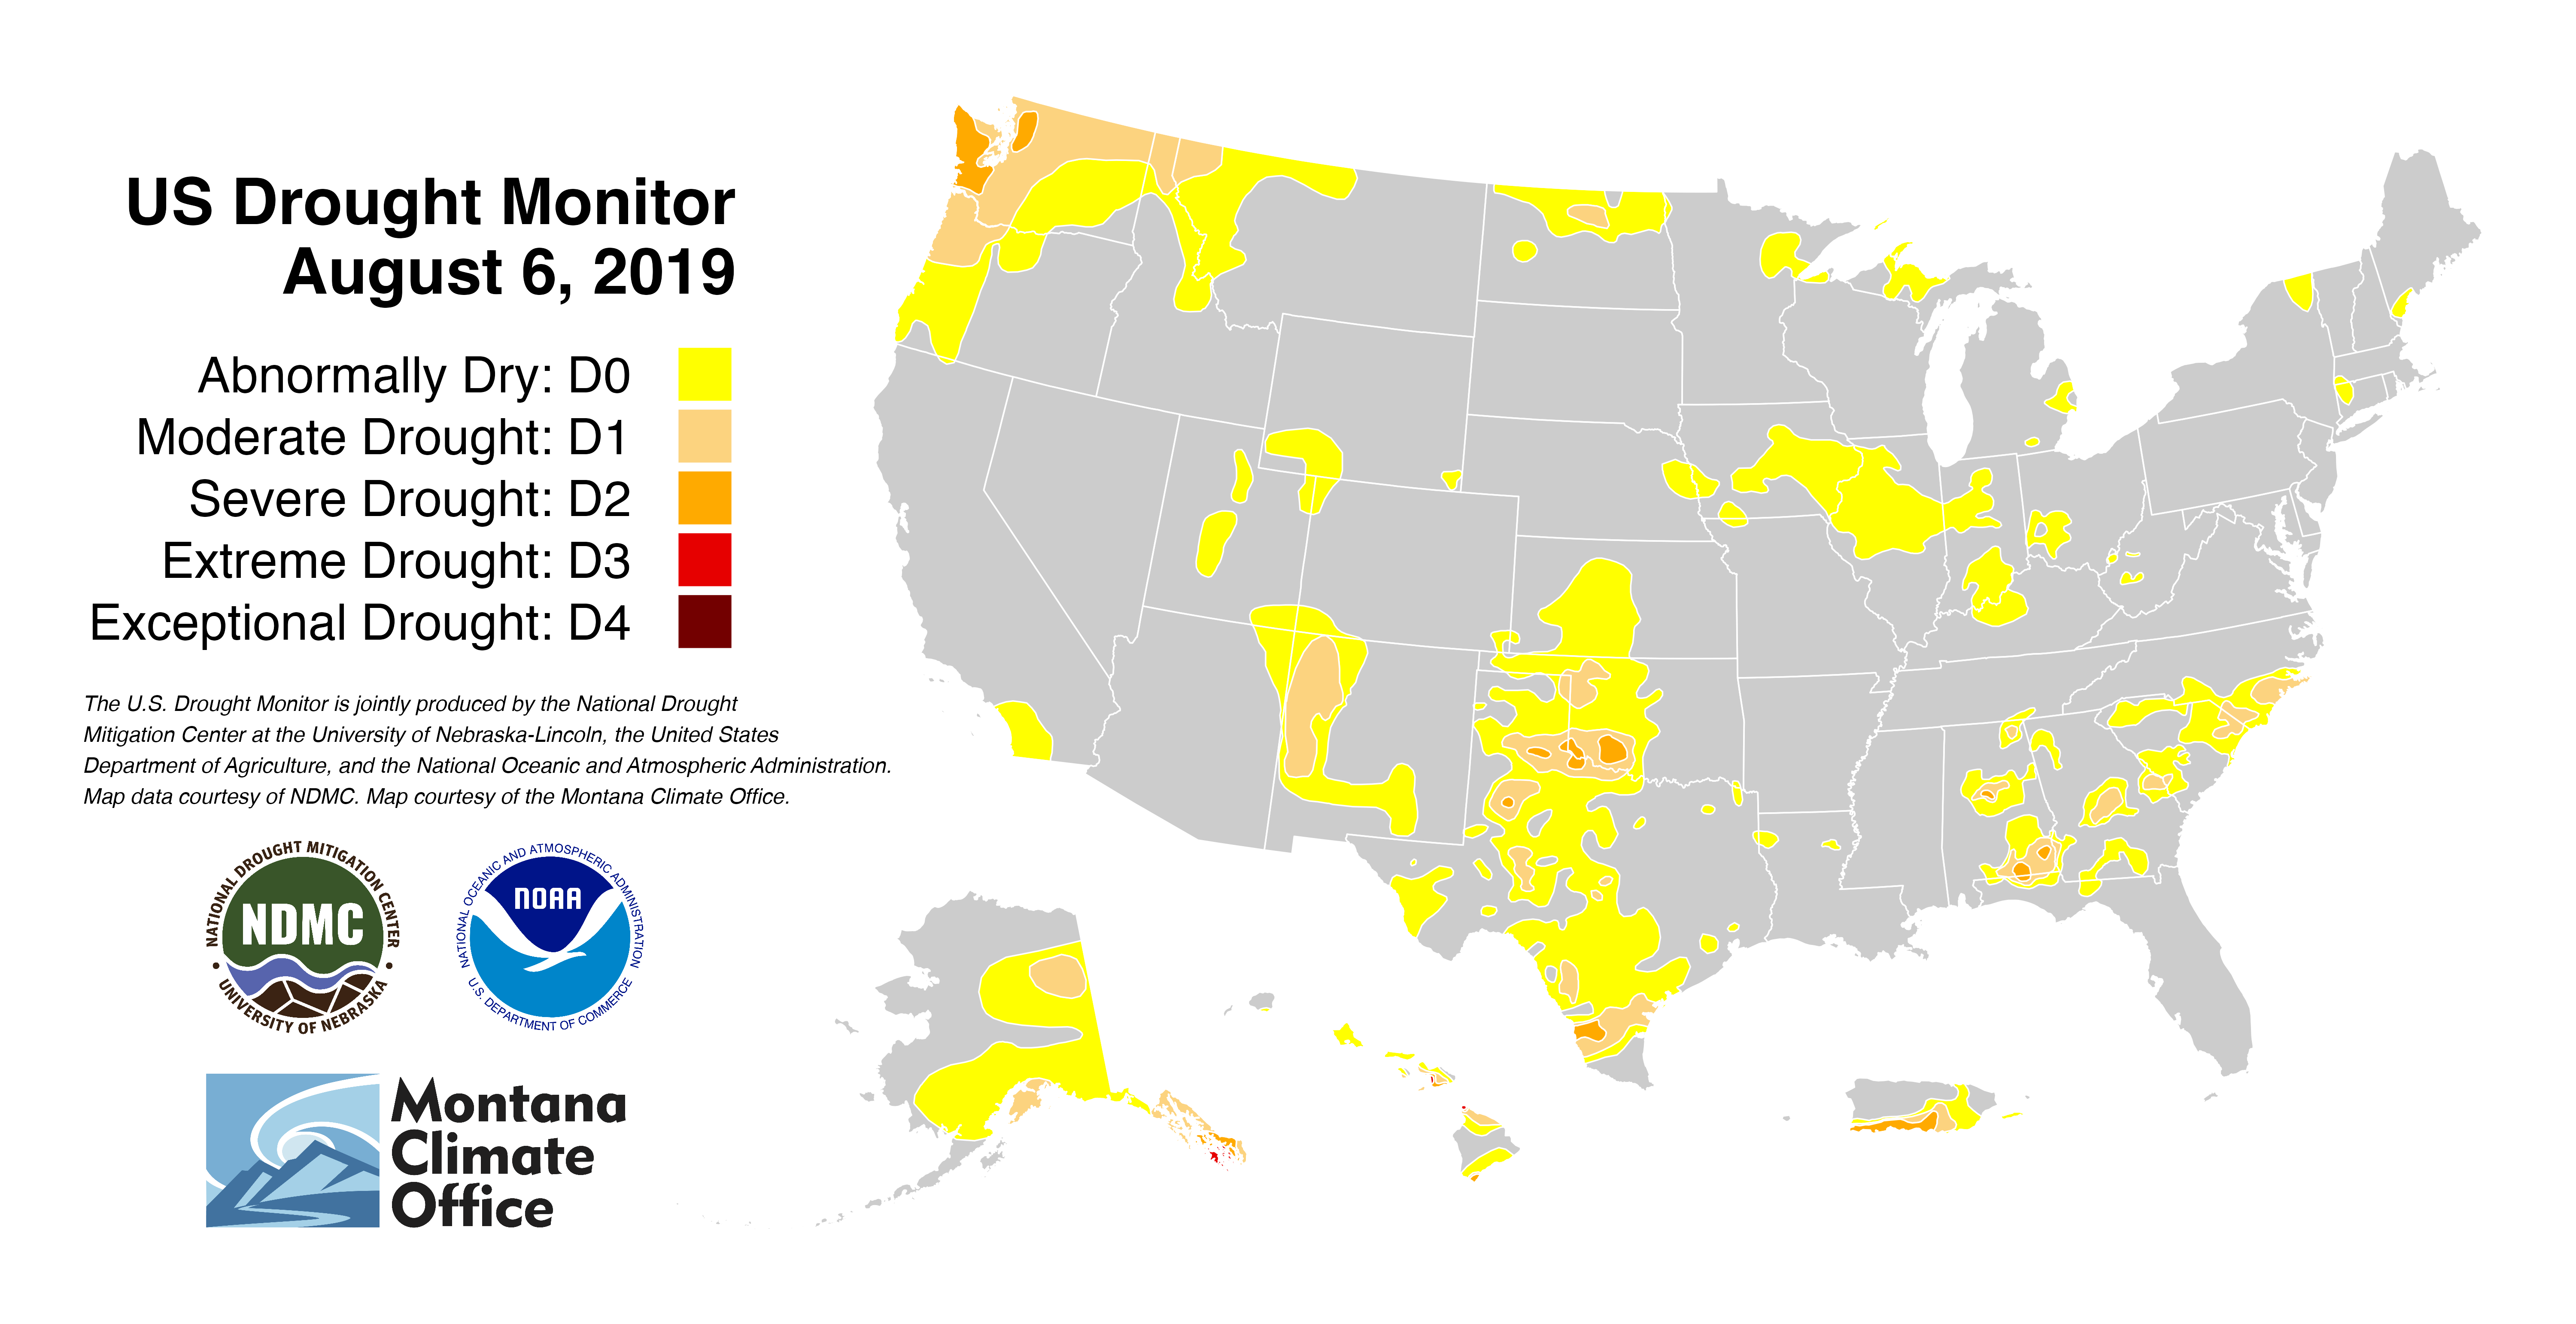 US Drought Monitor
August 6, 2019
Abnormally Dry: D0
Moderate Drought: D1
Severe Drought: D2
Extreme Drought: D3
Exceptional Drought: D4
The U.S. Drought Monitor is jointly produced by the National Drought
Mitigation Center at the University of Nebraska-Lincoln, the United States
Department of Agriculture, and the National Oceanic and Atmospheric Administration.
Map data courtesy of NDMC. Map courtesy of the Montana Climate Office.
NATIONAL DROUGHT MITIGATION CENTER
NDMC
• UNIVERSITY OF NEBRASKA •
NATIONAL OCEANIC AND ATMOSPHERIC ADMINISTRATION
NOAA
U.S. DEPARTMENT OF COMMERCE
Montana
Climate
Office